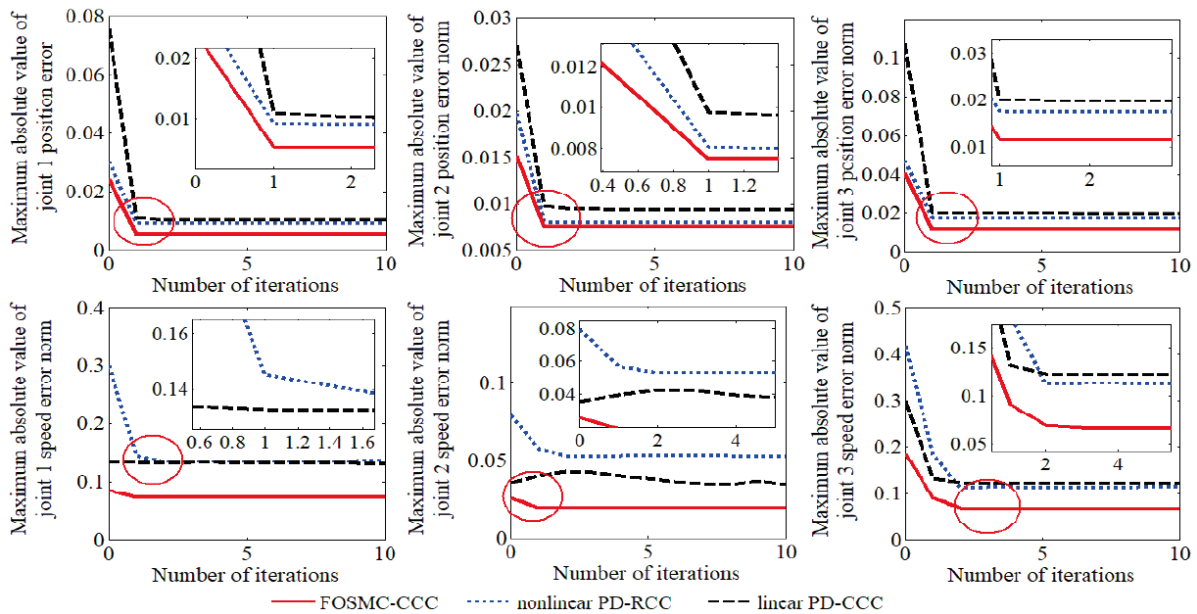 Maximum absolute value of
joint 1 position error
0.08
0.06
0.04
0.02
0
0.02
0.01
0 1 2
0 5 10
Number of iterations
Maximum absolute value of
joint 2 position error norm
0.03
0.025
0.02
0.015
0.01
0.005
0.012
0.01
0.008
0.4 0.6 0.8 1 1.2
0 5 10
Number of iterations
Maximum absolute value of
joint 3 position error norm
0.1
0.08
0.06
0.04
0.02
0
0.03
0.02
0.01
1 2
0 5 10
Number of iterations
Maximum absolute value of
joint 1 speed error norm
0.4
0.3
0.2
0.1
0
0.16
0.14
0.6 0.8 1 1.2 1.4 1.6
0 5 10
Number of iterations
Maximum absolute value of
joint 2 speed error norm
0.1
0.05
0
0.08
0.06
0.04
0.02
0 2 4
0 5 10
Number of iterations
Maximum absolute value of
joint 3 speed error norm
0.5
0.4
0.3
0.2
0.1
0
0.15
0.1
0.05
2 4
0 5 10
Number of iterations
FOSMC-CCC nonlinear PD-RCC linear PD-CCC